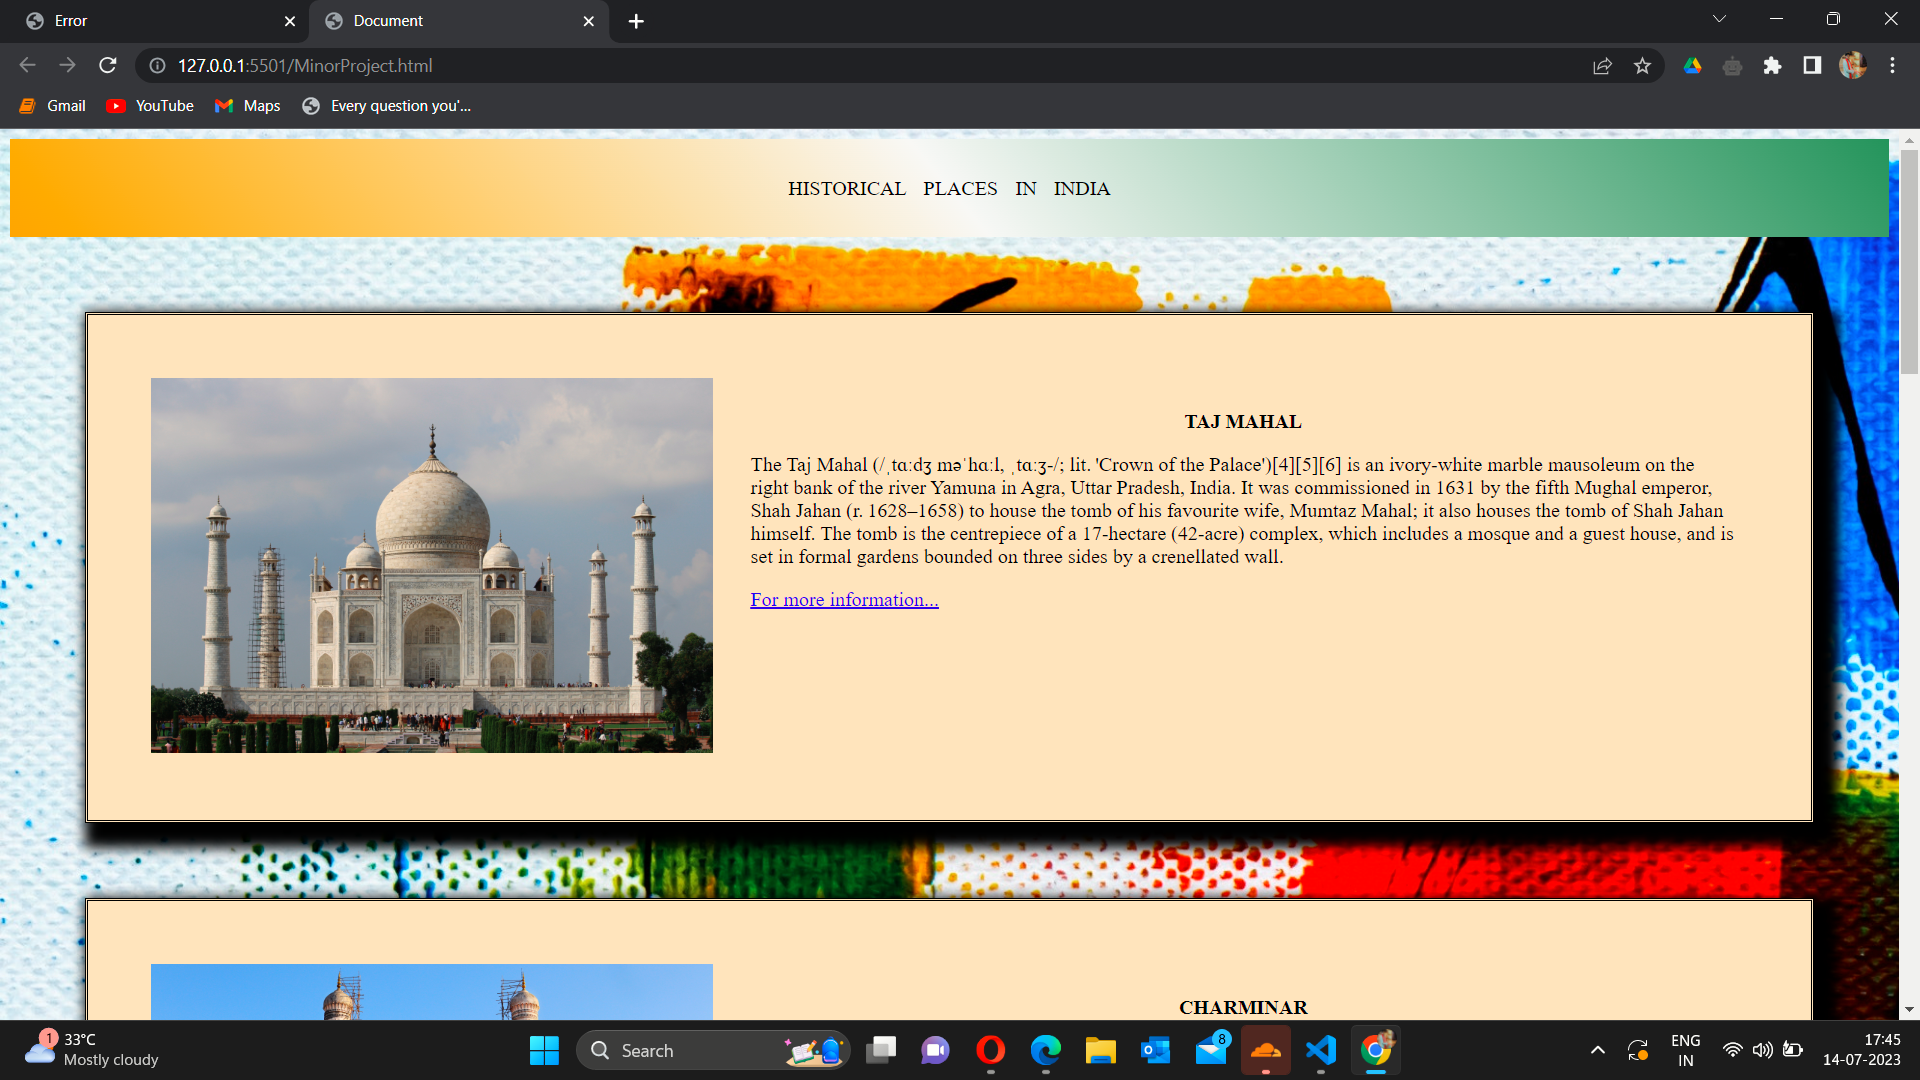 Error
Document
127.0.0.1:5501/MinorProject.html
Gmail
YouTube
Maps
Every question you'...
HISTORICAL PLACES IN INDIA
TAJ MAHAL
The Taj Mahal (/ˌtɑːdʒ məˈhɑːl, ˌtɑːʒ-/; lit. 'Crown of the Palace')[4][5][6] is an ivory-white marble mausoleum on the
right bank of the river Yamuna in Agra, Uttar Pradesh, India. It was commissioned in 1631 by the fifth Mughal emperor,
Shah Jahan (r. 1628–1658) to house the tomb of his favourite wife, Mumtaz Mahal; it also houses the tomb of Shah Jahan
himself. The tomb is the centrepiece of a 17-hectare (42-acre) complex, which includes a mosque and a guest house, and is
set in formal gardens bounded on three sides by a crenellated wall.
For more information...
CHARMINAR
1
33°C
Mostly cloudy
Search
8
ENG
IN
17:45
14-07-2023